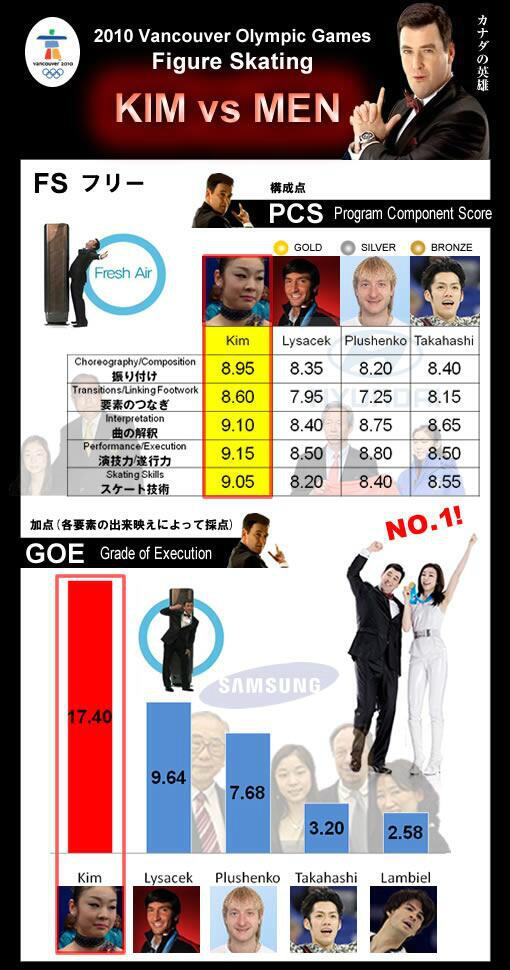 vancouver 2010
2010 Vancouver Olympic Games
Figure Skating
KIM vs MEN
カナダの英雄
FS フリー
構成点
PCS Program Component Score
GOLD SILVER BRONZE
Fresh Air
Kim Lysacek Plushenko Takahashi
Choreography/Composition
振り付け 8.95 8.35 8.20 8.40
Transitions/Linking Footwork
要素のつなぎ 8.60 7.95 7.25 8.15
Interpretation
曲の解釈 9.10 8.40 8.75 8.65
Performance/Execution
演技力/遂行力 9.15 8.50 8.80 8.50
Skating Skills
スケート技術 9.05 8.20 8.40 8.55
加点(各要素の出来映えによって採点)
GOE Grade of Execution
NO.1!
SAMSUNG
17.40
9.64
7.68
3.20
2.58
Kim Lysacek Plushenko Takahashi Lambiel